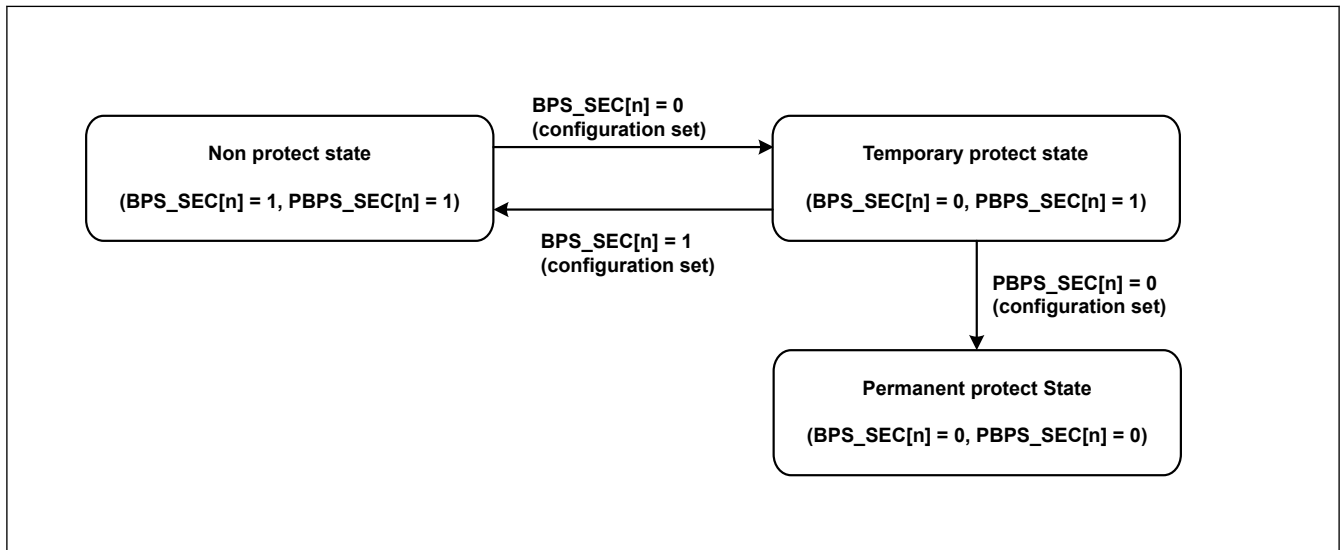 BPS_SEC[n] = 0
(configuration set)
Non protect state
(BPS_SEC[n] = 1, PBPS_SEC[n] = 1)
Temporary protect state
(BPS_SEC[n] = 0, PBPS_SEC[n] = 1)
BPS_SEC[n] = 1
(configuration set)
PBPS_SEC[n] = 0
(configuration set)
Permanent protect State
(BPS_SEC[n] = 0, PBPS_SEC[n] = 0)